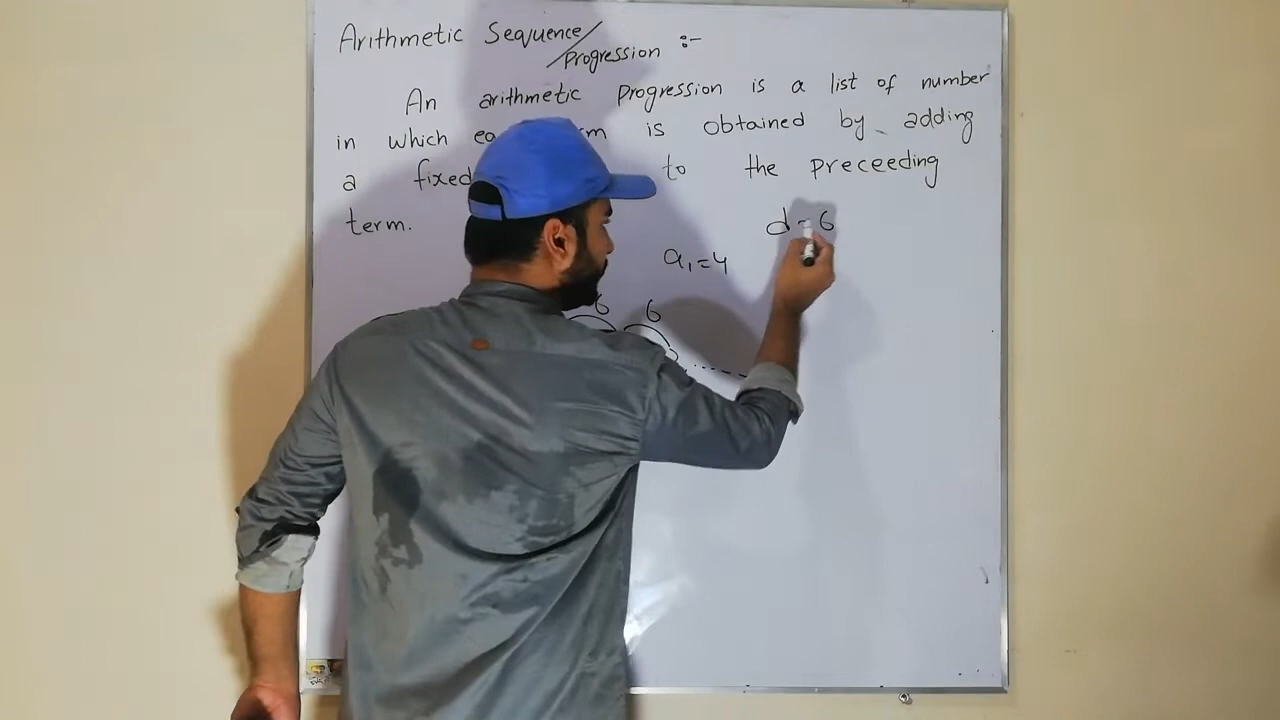 Arithmetic Sequence/
Progression :-
An arithmetic Progression is a list of number
in which is obtained by adding
a fixed to the preceeding
term.
d = 6
a₁ = 4
6 6